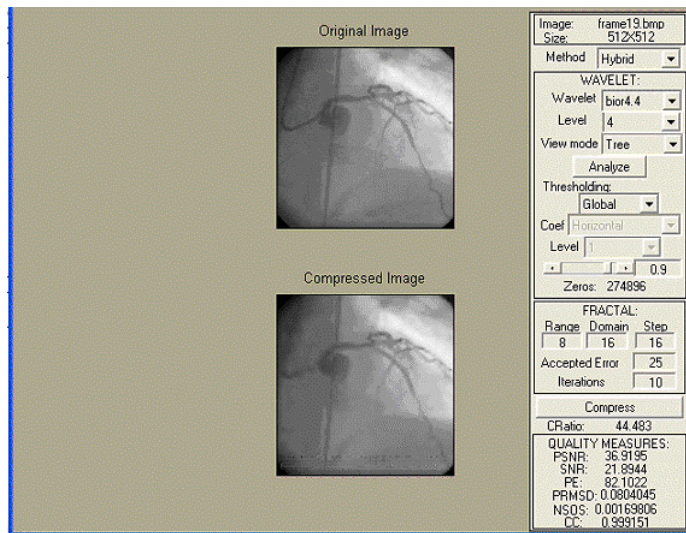 Original Image
Compressed Image
Image: frame19.bmp
Size: 512X512
Method Hybrid
WAVELET:
Wavelet bior4.4
Level 4
View mode Tree
Analyze
Thresholding:
Global
Coef Horizontal
Level 1
0.9
Zeros: 274896
FRACTAL:
Range Domain Step
8 16 16
Accepted Error 25
Iterations 10
Compress
CRatio: 44.483
QUALITY MEASURES:
PSNR: 36.9195
SNR: 21.8944
PE: 82.1022
PRMSD: 0.0804045
NSQS: 0.00169806
CC: 0.999151